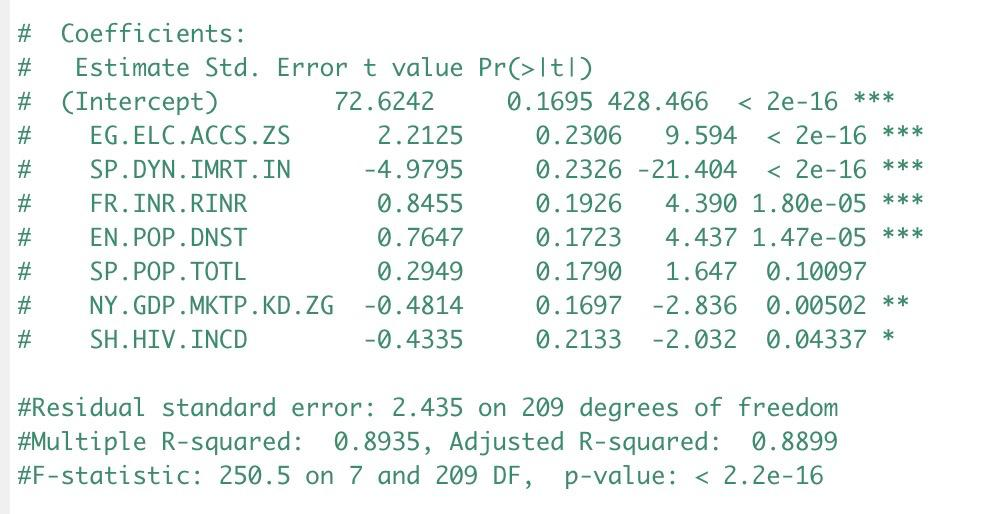 #  Coefficients:
#   Estimate Std. Error t value Pr(>|t|)
#  (Intercept)        72.6242     0.1695 428.466  < 2e-16 ***
#    EG.ELC.ACCS.ZS      2.2125     0.2306   9.594  < 2e-16 ***
#    SP.DYN.IMRT.IN     -4.9795     0.2326 -21.404  < 2e-16 ***
#    FR.INR.RINR         0.8455     0.1926   4.390 1.80e-05 ***
#    EN.POP.DNST         0.7647     0.1723   4.437 1.47e-05 ***
#    SP.POP.TOTL         0.2949     0.1790   1.647  0.10097
#    NY.GDP.MKTP.KD.ZG  -0.4814     0.1697  -2.836  0.00502 **
#    SH.HIV.INCD        -0.4335     0.2133  -2.032  0.04337 *
#Residual standard error: 2.435 on 209 degrees of freedom
#Multiple R-squared:  0.8935, Adjusted R-squared:  0.8899
#F-statistic: 250.5 on 7 and 209 DF,  p-value: < 2.2e-16